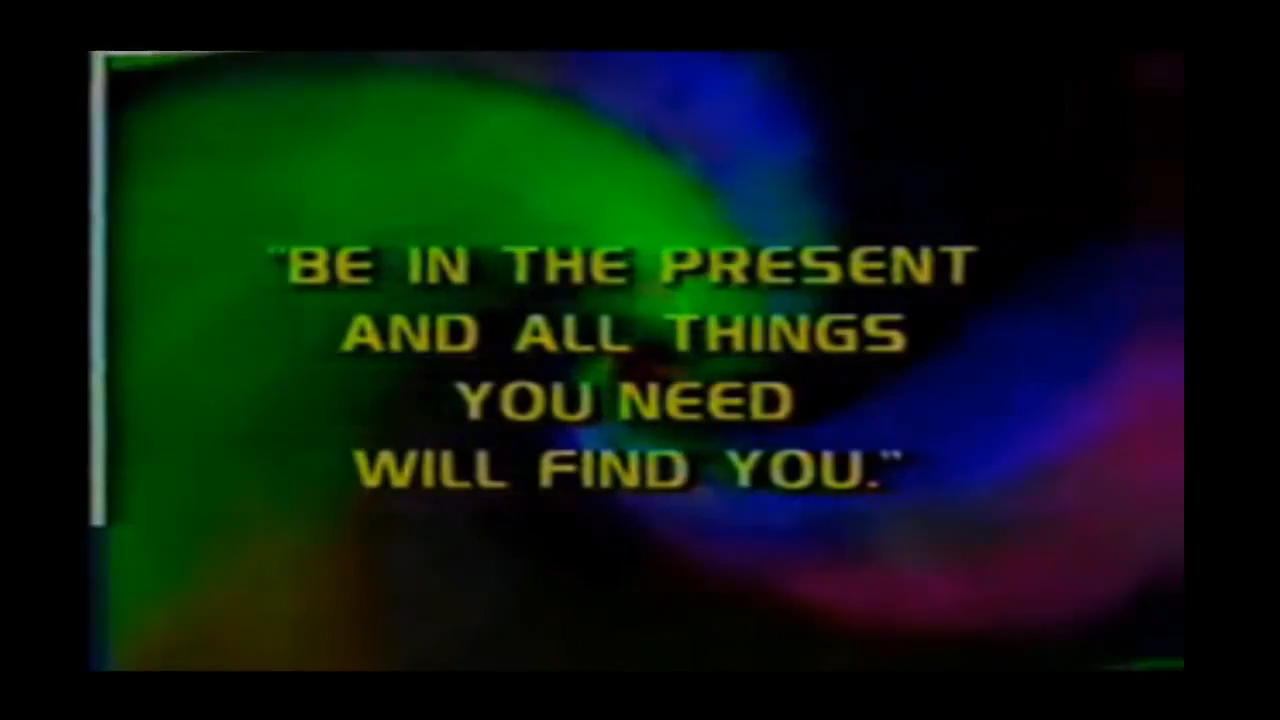 "BE IN THE PRESENT
AND ALL THINGS
YOU NEED
WILL FIND YOU."